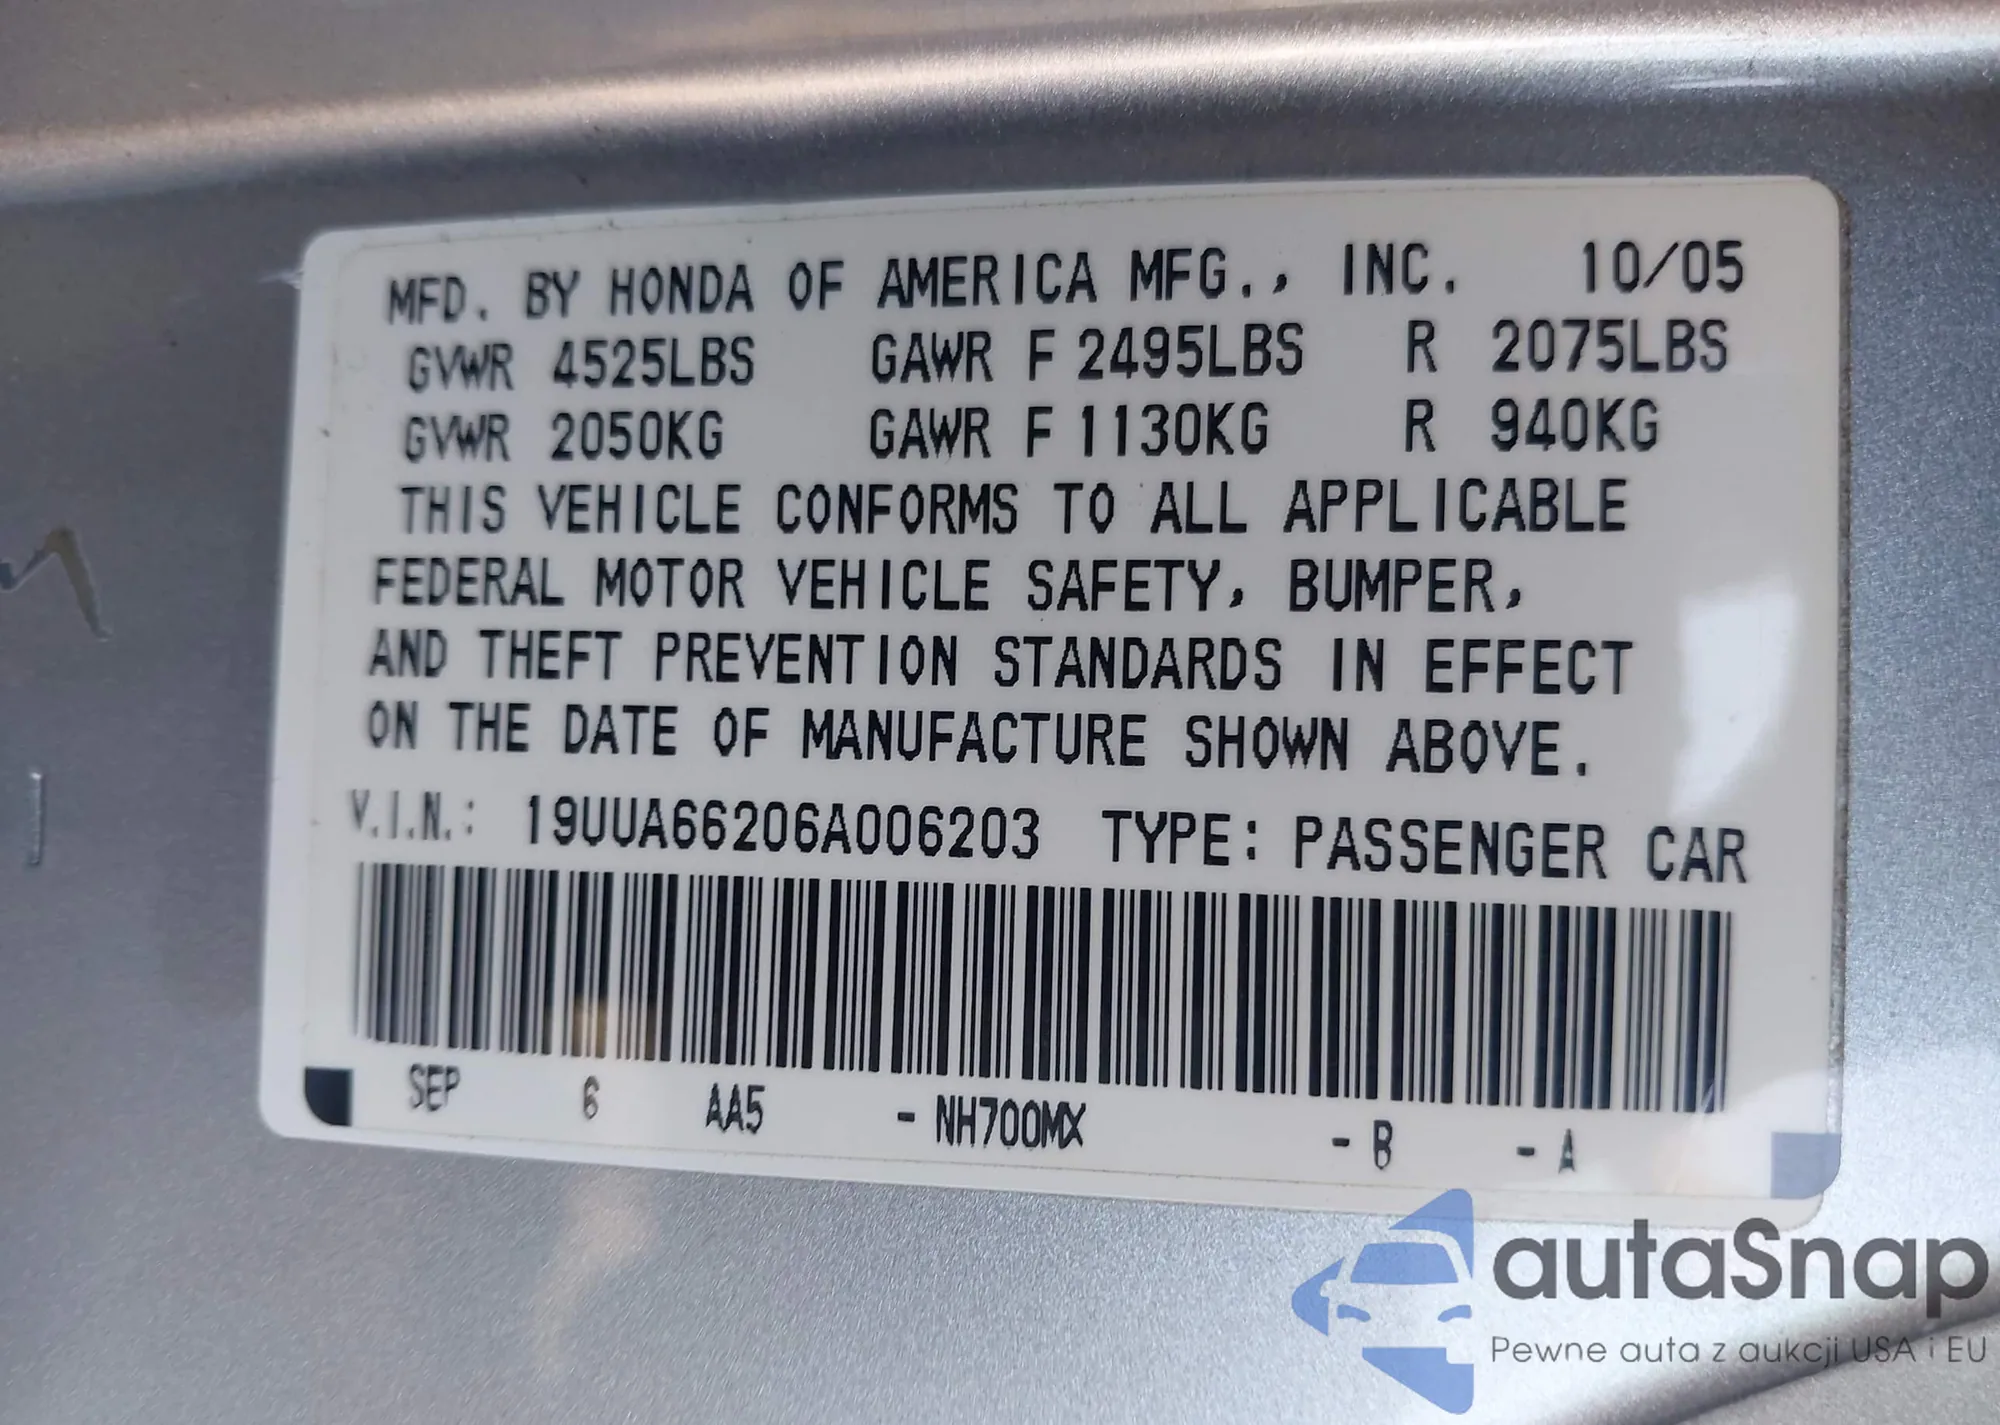 MFD. BY HONDA OF AMERICA MFG., INC. 10/05
GVWR 4525LBS GAWR F 2495LBS R 2075LBS
GVWR 2050KG GAWR F 1130KG R 940KG
THIS VEHICLE CONFORMS TO ALL APPLICABLE
FEDERAL MOTOR VEHICLE SAFETY, BUMPER,
AND THEFT PREVENTION STANDARDS IN EFFECT
ON THE DATE OF MANUFACTURE SHOWN ABOVE.
V.I.N.: 19UUA66206A006203 TYPE: PASSENGER CAR
SEP 6 AA5 - NH700MX - B - A
autaSnap
Pewne auta z aukcji USA i EU